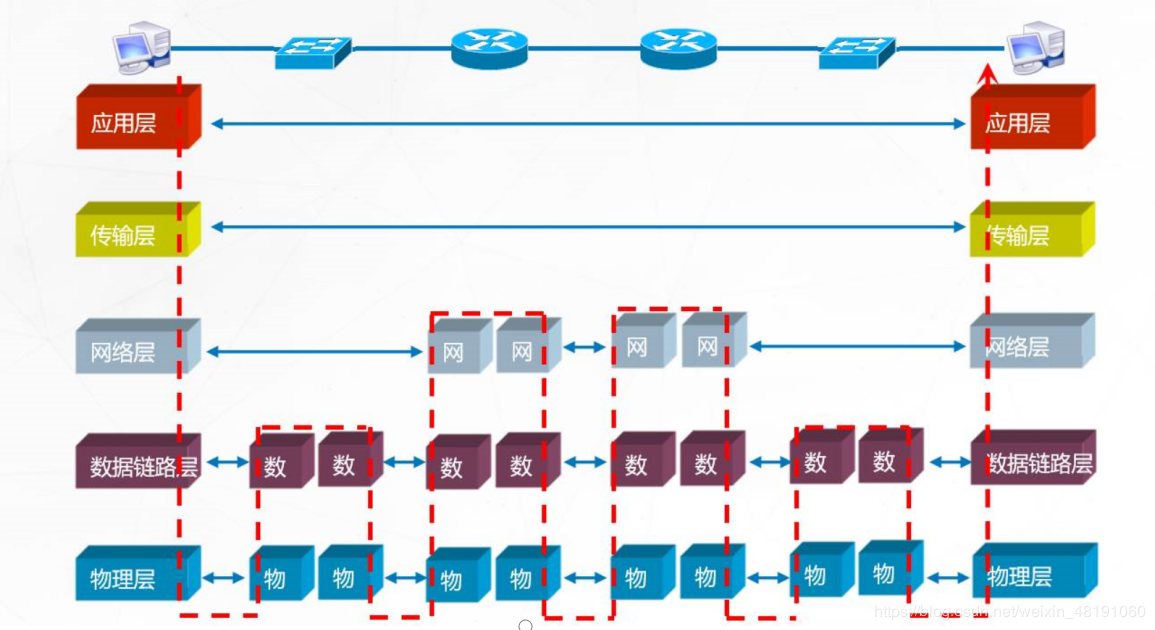 应用层 应用层
传输层 传输层
网络层 网 网 网 网 网络层
数据链路层 数 数 数 数 数 数 数 数 数据链路层
物理层 物 物 物 物 物 物 物 物 物理层
https://blog.csdn.net/weixin_48191060